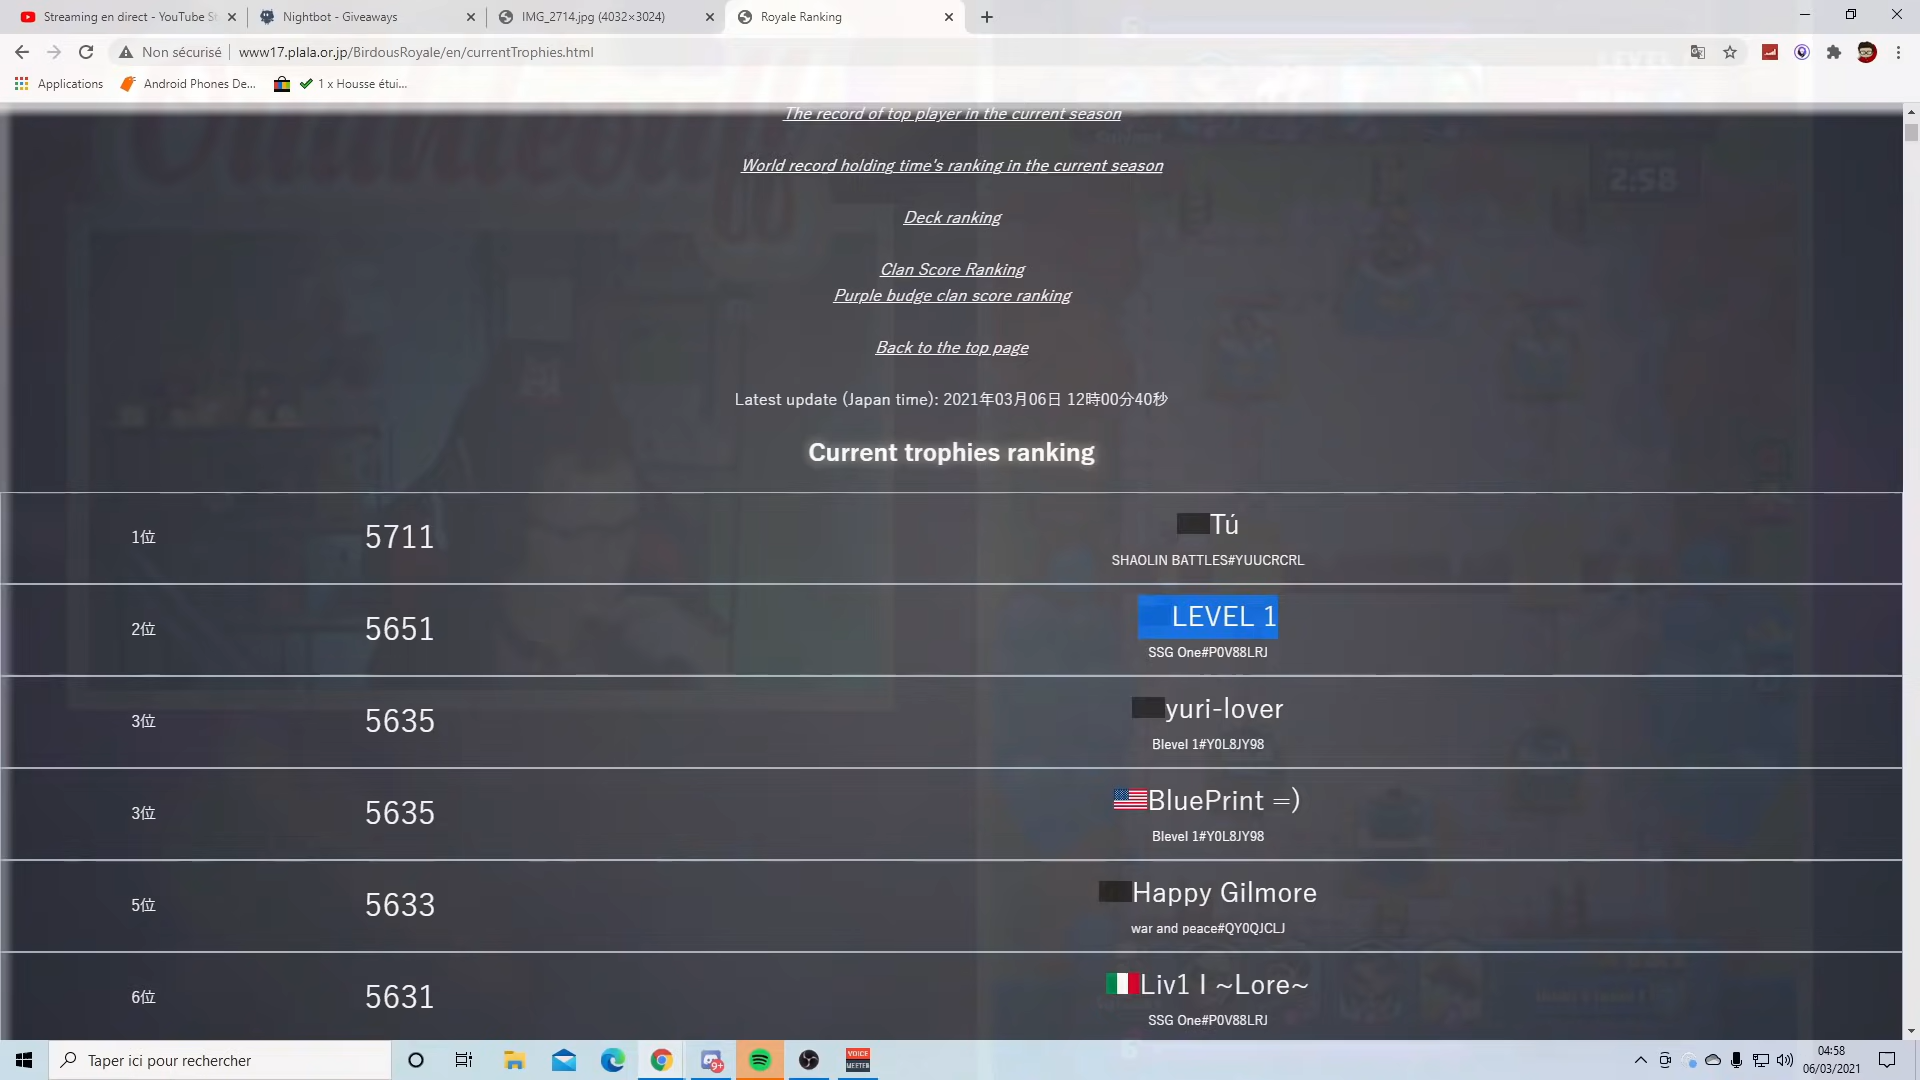 Streaming en direct - YouTube St
Nightbot - Giveaways
IMG_2714.jpg (4032×3024)
Royale Ranking
Non sécurisé
www17.plala.or.jp/BirdousRoyale/en/currentTrophies.html
Applications
Android Phones De...
1 x Housse étui...
The record of top player in the current season
World record holding time's ranking in the current season
2:58
Deck ranking
Clan Score Ranking
Purple budge clan score ranking
Back to the top page
Latest update (Japan time): 2021年03月06日 12時00分40秒
Current trophies ranking
1位 5711 Tú
SHAOLIN BATTLES#YUUCRCRL
2位 5651 LEVEL 1
SSG One#P0V88LRJ
3位 5635 yuri-lover
Blevel 1#Y0L8JY98
3位 5635 BluePrint =)
Blevel 1#Y0L8JY98
5位 5633 Happy Gilmore
war and peace#QY0QJCLJ
6位 5631 Liv1 I ~Lore~
SSG One#P0V88LRJ
Taper ici pour rechercher
9+
VOICE
MEETER
04:58
06/03/2021